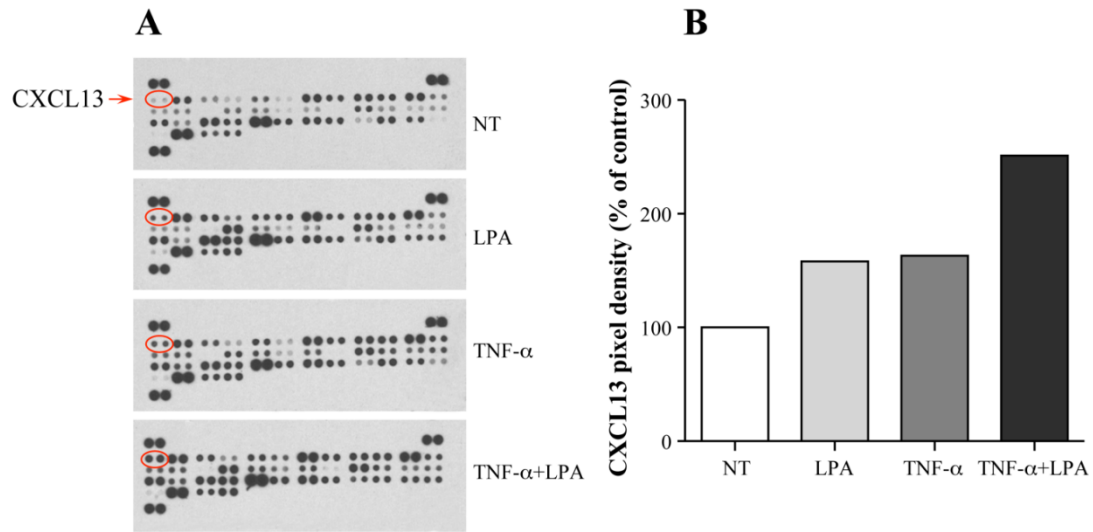 A
CXCL13
NT
LPA
TNF-α
TNF-α+LPA
B
CXCL13 pixel density (% of control)
300
200
100
0
NT LPA TNF-α TNF-α+LPA